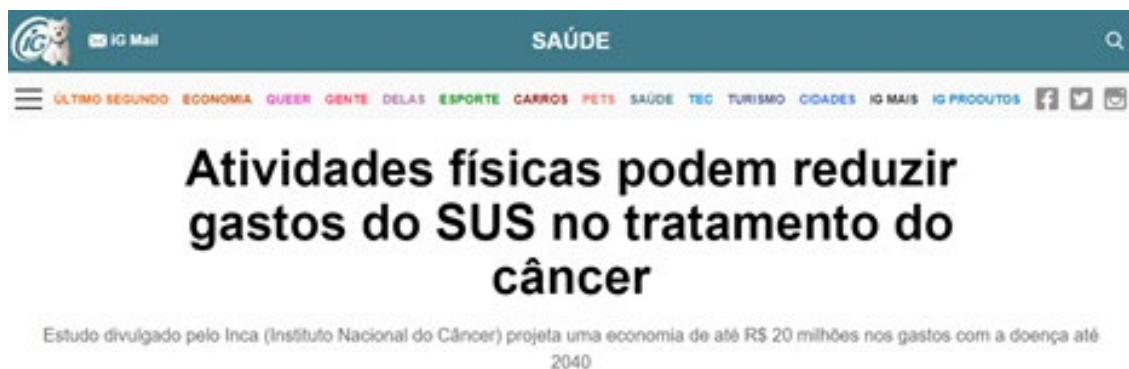 iG
iG Mail
SAÚDE
ÚLTIMO SEGUNDO ECONOMIA QUEER GENTE DELAS ESPORTE CARROS PETS SAÚDE TEC TURISMO CIDADES IG MAIS IG PRODUTOS
Atividades físicas podem reduzir
gastos do SUS no tratamento do
câncer
Estudo divulgado pelo Inca (Instituto Nacional do Câncer) projeta uma economia de até R$ 20 milhões nos gastos com a doença até
2040